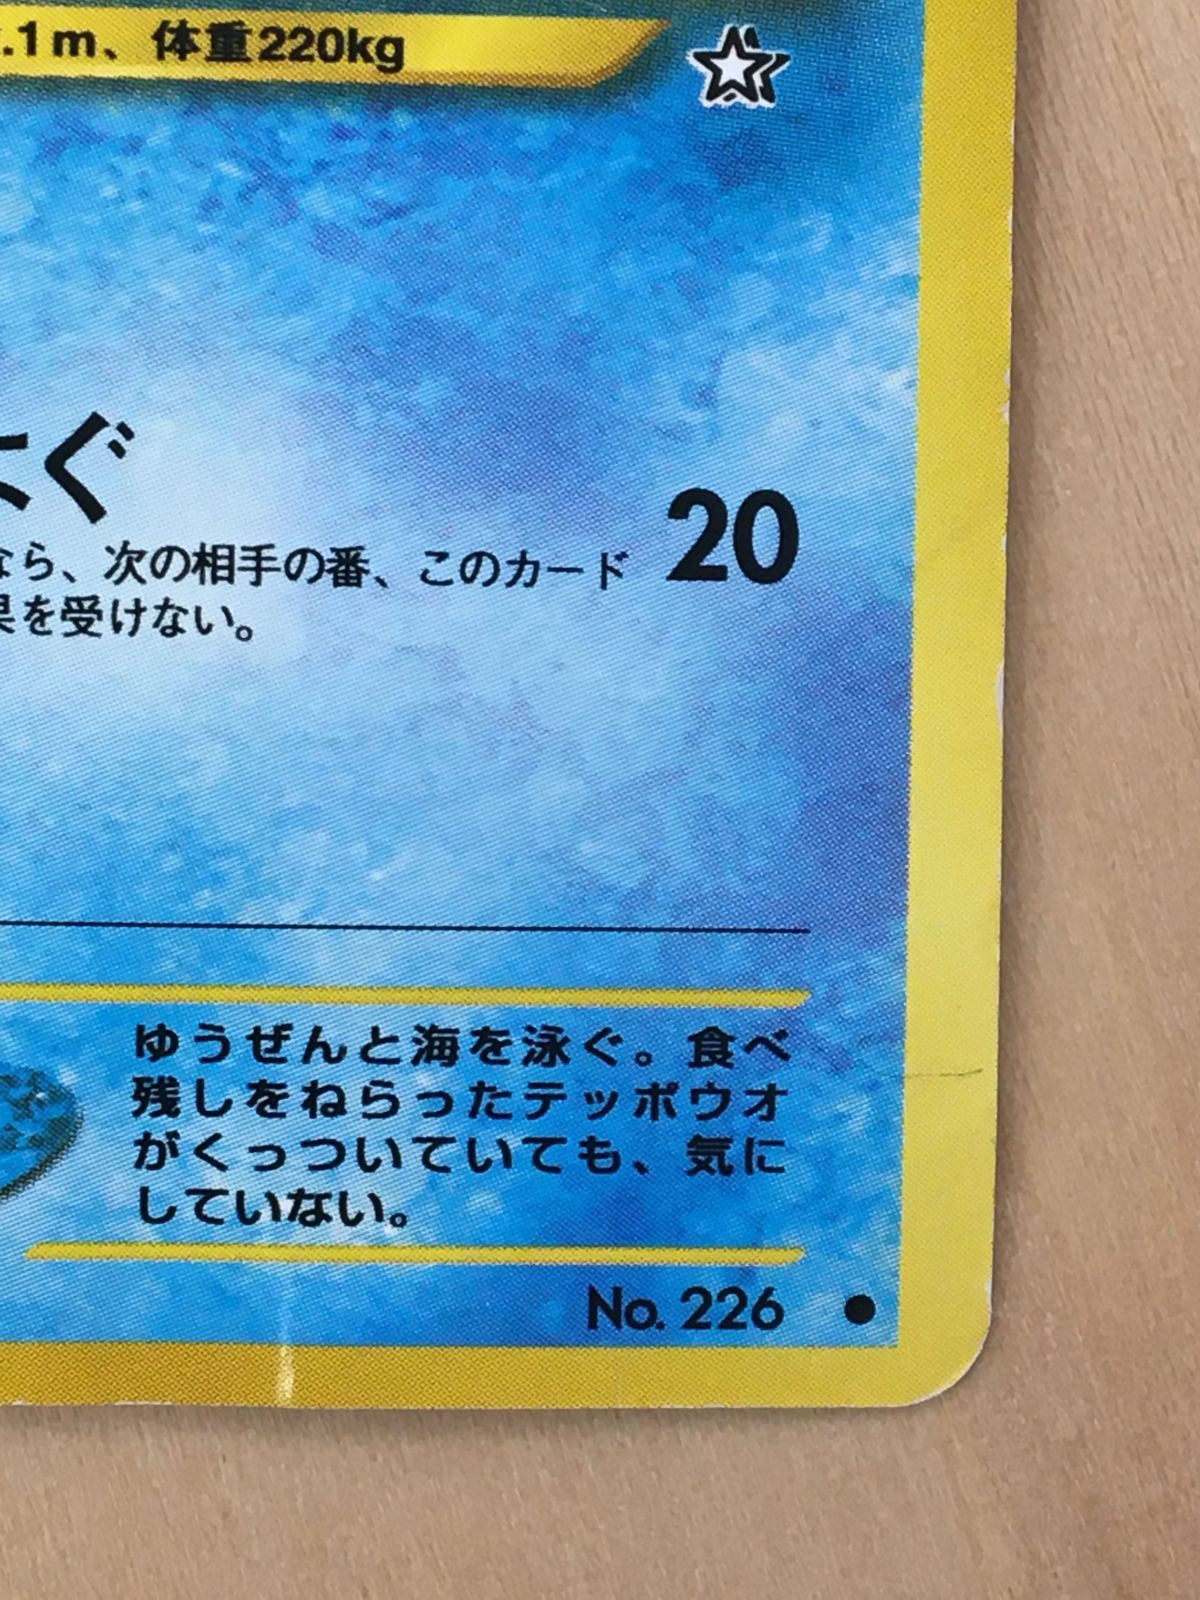 .1m、体重220kg
ぐ
20
なら、次の相手の番、このカード
果を受けない。
ゆうぜんと海を泳ぐ。食べ
残しをねらったテッポウオ
がくっついていても、気に
していない。
No. 226 ●